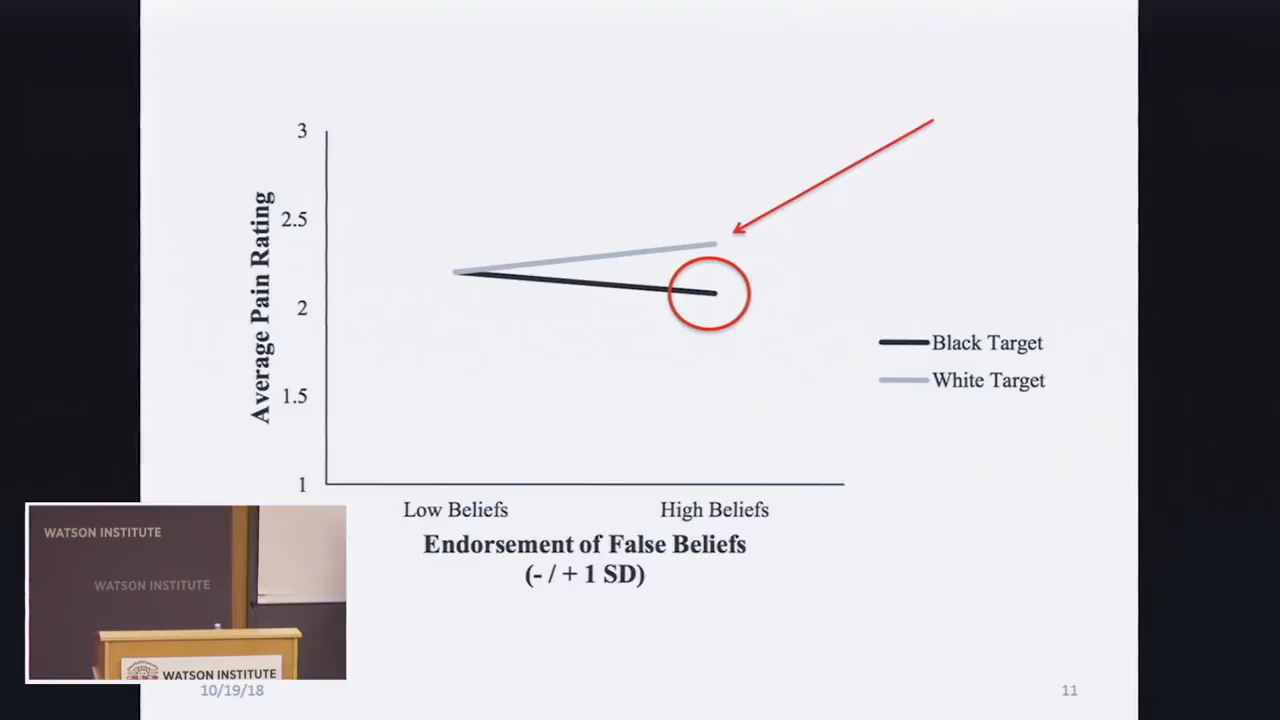 3
2.5
2
1.5
1
Average Pain Rating
Black Target
White Target
Low Beliefs
High Beliefs
Endorsement of False Beliefs
(- / + 1 SD)
WATSON INSTITUTE
WATSON INSTITUTE
WATSON INSTITUTE
10/19/18
11